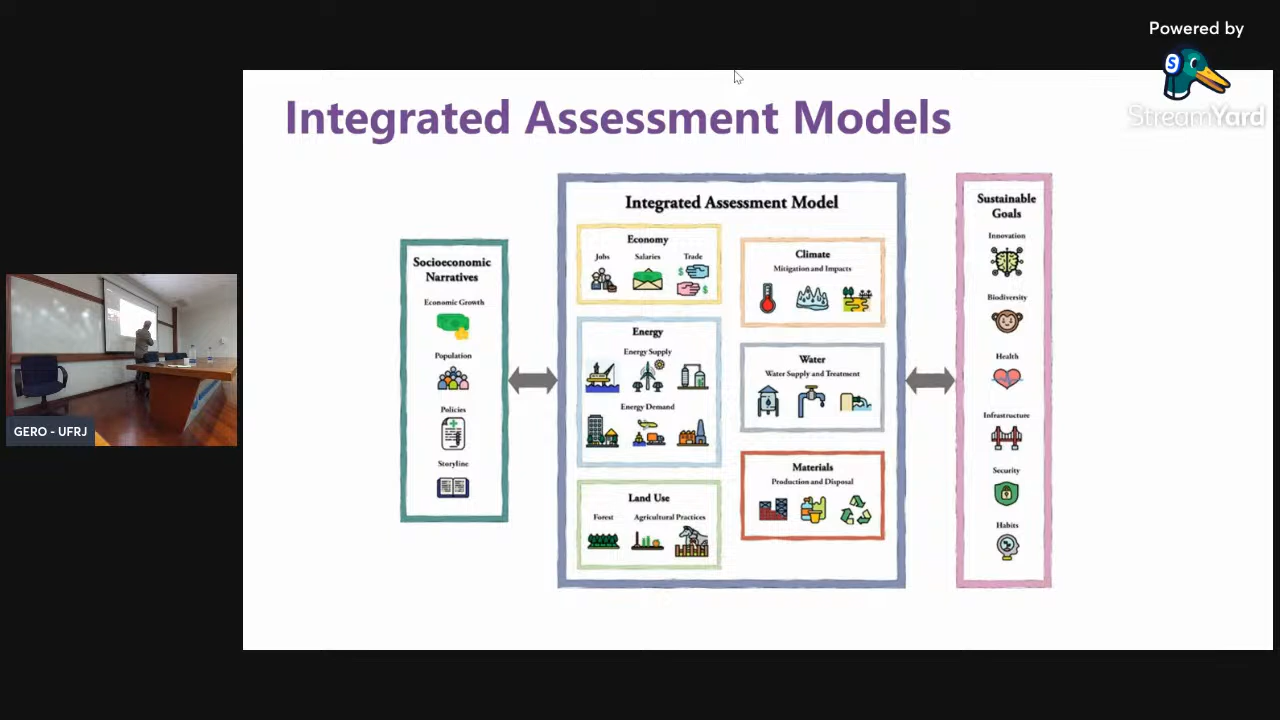 Powered by
S
StreamYard
Integrated Assessment Models
Socioeconomic
Narratives
Economic Growth
Population
Policies
Storyline
Integrated Assessment Model
Economy
Jobs Salaries Trade
Energy
Energy Supply
Energy Demand
Land Use
Forest Agricultural Practices
Climate
Mitigation and Impacts
Water
Water Supply and Treatment
Materials
Production and Disposal
Sustainable
Goals
Innovation
Biodiversity
Health
Infrastructure
Security
Habits
GERO - UFRJ